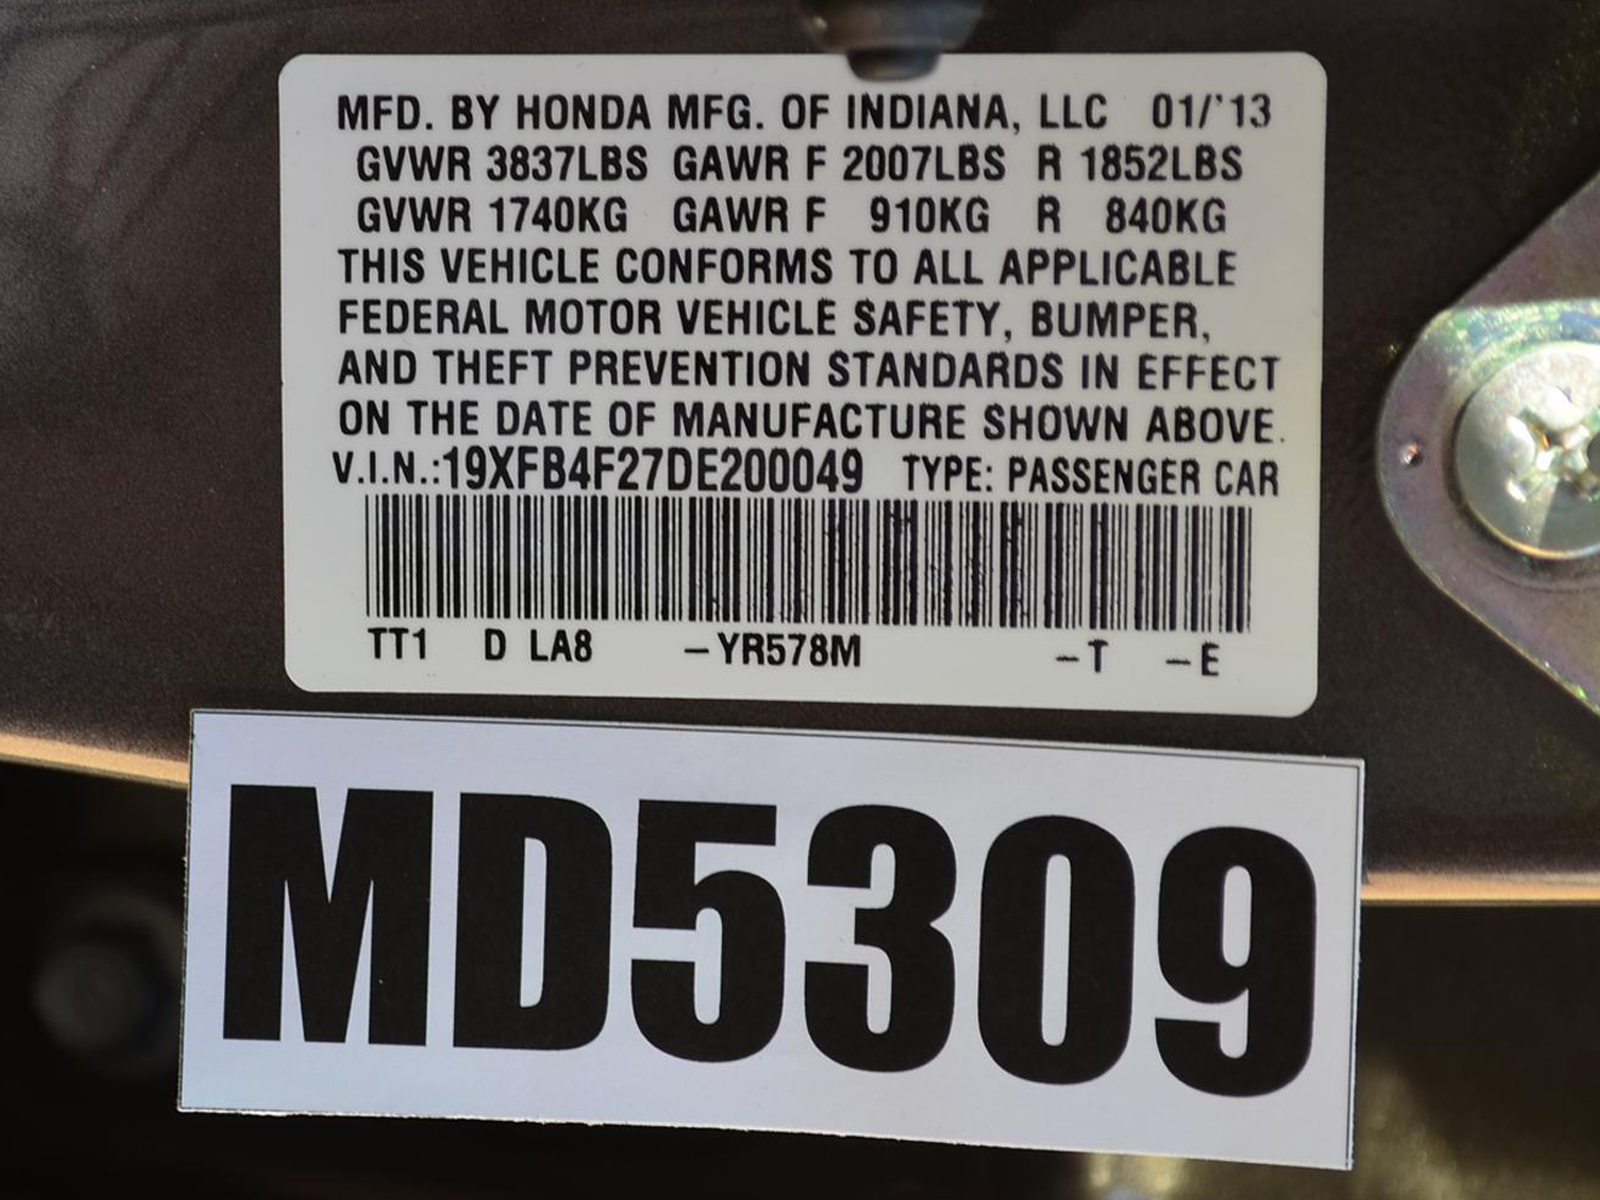 MFD. BY HONDA MFG. OF INDIANA, LLC 01/'13
GVWR 3837LBS GAWR F 2007LBS R 1852LBS
GVWR 1740KG GAWR F 910KG R 840KG
THIS VEHICLE CONFORMS TO ALL APPLICABLE
FEDERAL MOTOR VEHICLE SAFETY, BUMPER,
AND THEFT PREVENTION STANDARDS IN EFFECT
ON THE DATE OF MANUFACTURE SHOWN ABOVE.
V.I.N.:19XFB4F27DE200049 TYPE: PASSENGER CAR
TT1 D LA8 –YR578M –T –E
MD5309